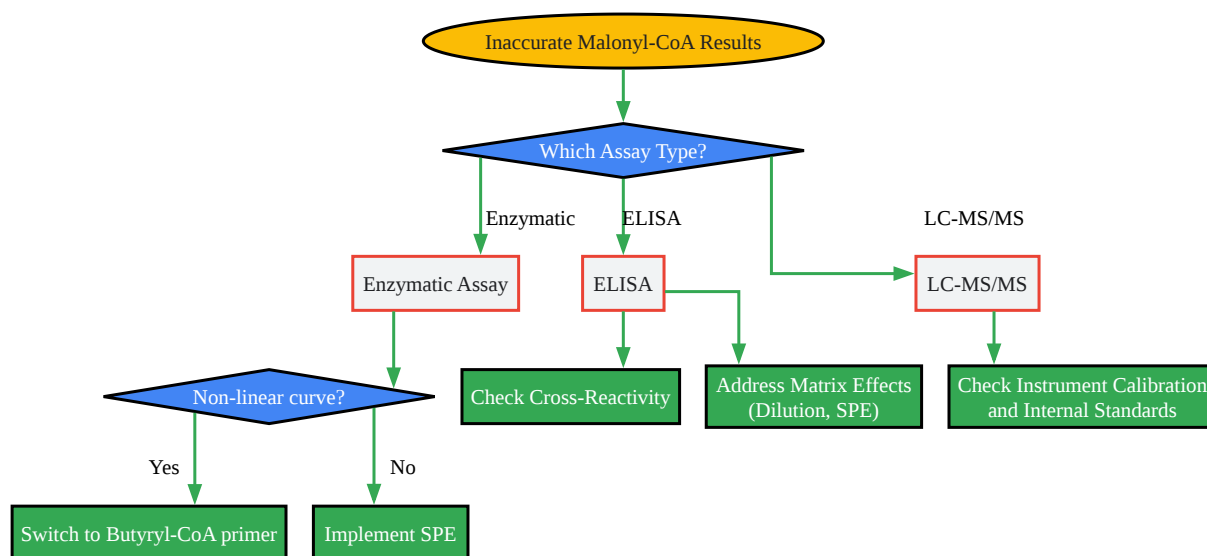 Inaccurate Malonyl-CoA Results
Which Assay Type?
Enzymatic
ELISA
LC-MS/MS
Enzymatic Assay
ELISA
LC-MS/MS
Non-linear curve?
Check Cross-Reactivity
Address Matrix Effects
(Dilution, SPE)
Check Instrument Calibration
and Internal Standards
Yes
No
Switch to Butyryl-CoA primer
Implement SPE